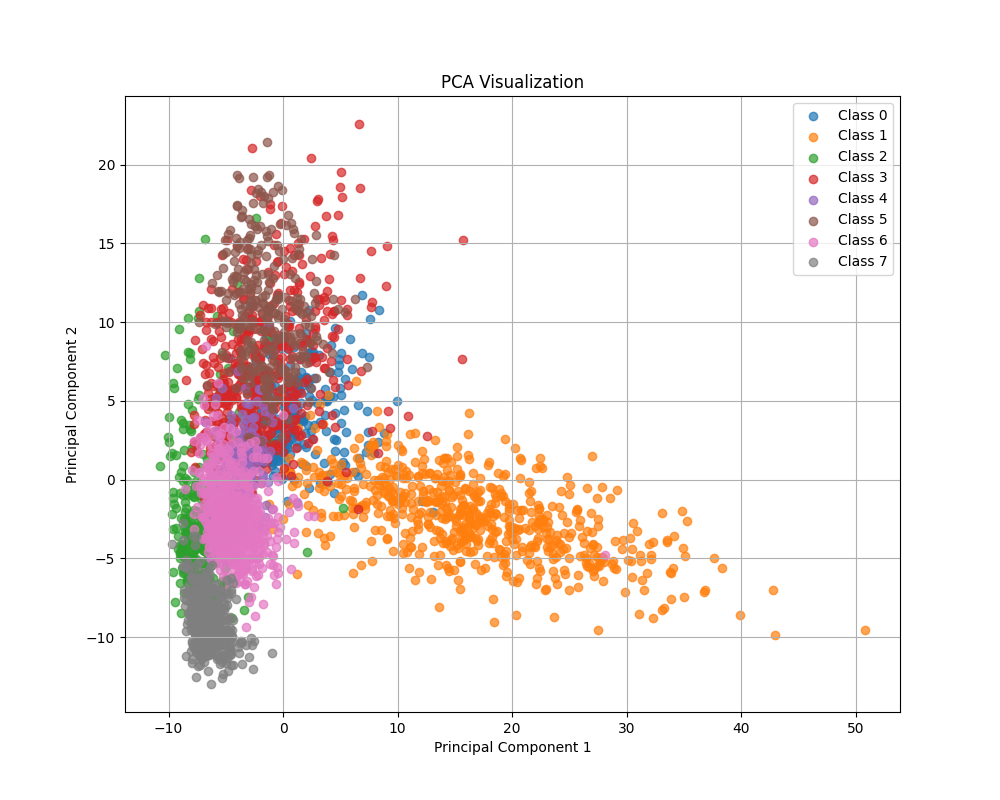 PCA Visualization
Class 0
Class 1
Class 2
Class 3
Class 4
Class 5
Class 6
Class 7
Principal Component 2
20
15
10
5
0
−5
−10
−10
0
10
20
30
40
50
Principal Component 1